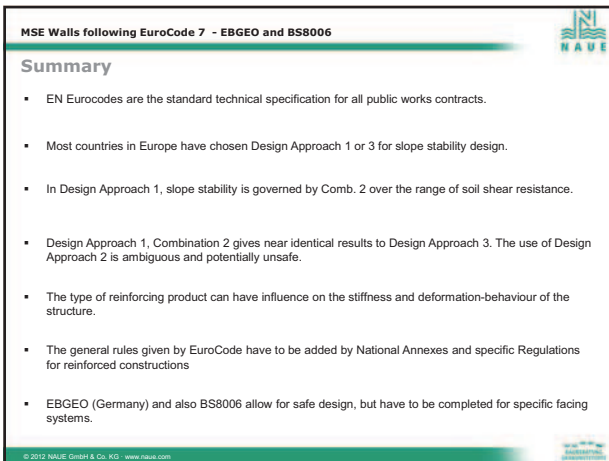 MSE Walls following EuroCode 7 - EBGEO and BS8006
NAUE
Summary
▪ EN Eurocodes are the standard technical specification for all public works contracts.
▪ Most countries in Europe have chosen Design Approach 1 or 3 for slope stability design.
▪ In Design Approach 1, slope stability is governed by Comb. 2 over the range of soil shear resistance.
▪ Design Approach 1, Combination 2 gives near identical results to Design Approach 3. The use of Design
Approach 2 is ambiguous and potentially unsafe.
▪ The type of reinforcing product can have influence on the stiffness and deformation-behaviour of the
structure.
▪ The general rules given by EuroCode have to be added by National Annexes and specific Regulations
for reinforced constructions
▪ EBGEO (Germany) and also BS8006 allow for safe design, but have to be completed for specific facing
systems.
© 2012 NAUE GmbH & Co. KG · www.naue.com